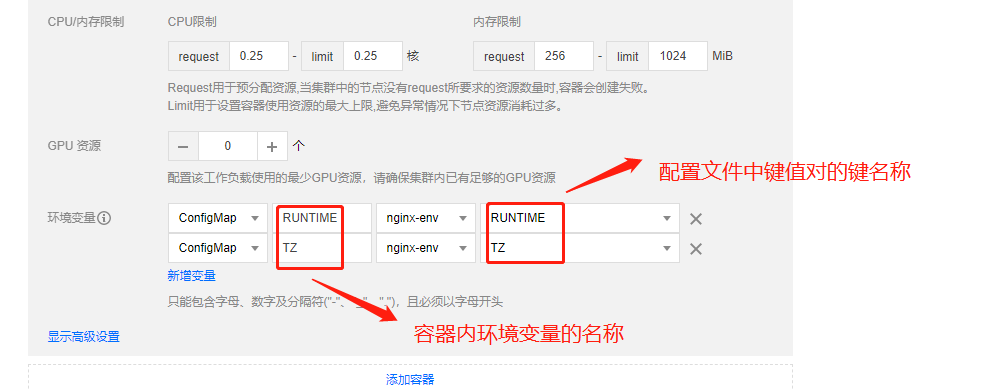 CPU/内存限制 CPU限制 内存限制
request 0.25 - limit 0.25 核 request 256 - limit 1024 MiB
Request用于预分配资源,当集群中的节点没有request所要求的资源数量时,容器会创建失败。
Limit用于设置容器使用资源的最大上限,避免异常情况下节点资源消耗过多。
GPU 资源 0 个
配置该工作负载使用的最少GPU资源，请确保集群内已有足够的GPU资源
配置文件中键值对的键名称
环境变量 ConfigMap RUNTIME nginx-env RUNTIME
ConfigMap TZ nginx-env TZ
新增变量
只能包含字母、数字及分隔符("-"、"_"、".")，且必须以字母开头
容器内环境变量的名称
显示高级设置
添加容器